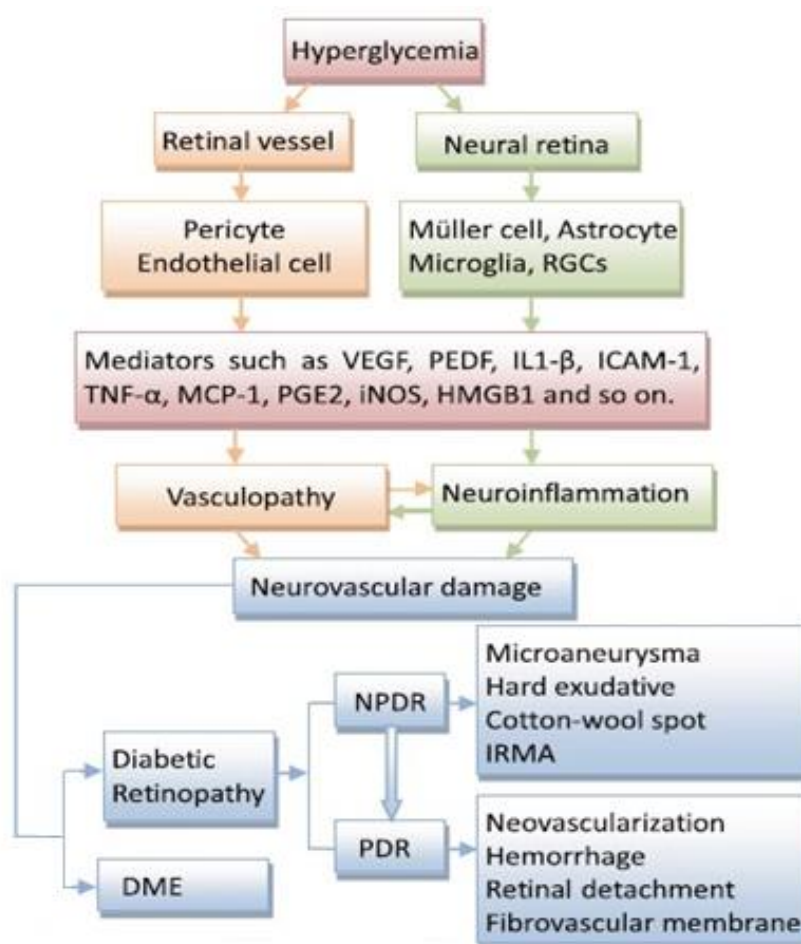 Hyperglycemia
Retinal vessel
Neural retina
Pericyte
Endothelial cell
Müller cell, Astrocyte
Microglia, RGCs
Mediators such as VEGF, PEDF, IL1-β, ICAM-1,
TNF-α, MCP-1, PGE2, iNOS, HMGB1 and so on.
Vasculopathy
Neuroinflammation
Neurovascular damage
NPDR
Microaneurysma
Hard exudative
Cotton-wool spot
IRMA
Diabetic
Retinopathy
PDR
Neovascularization
Hemorrhage
Retinal detachment
Fibrovascular membrane
DME